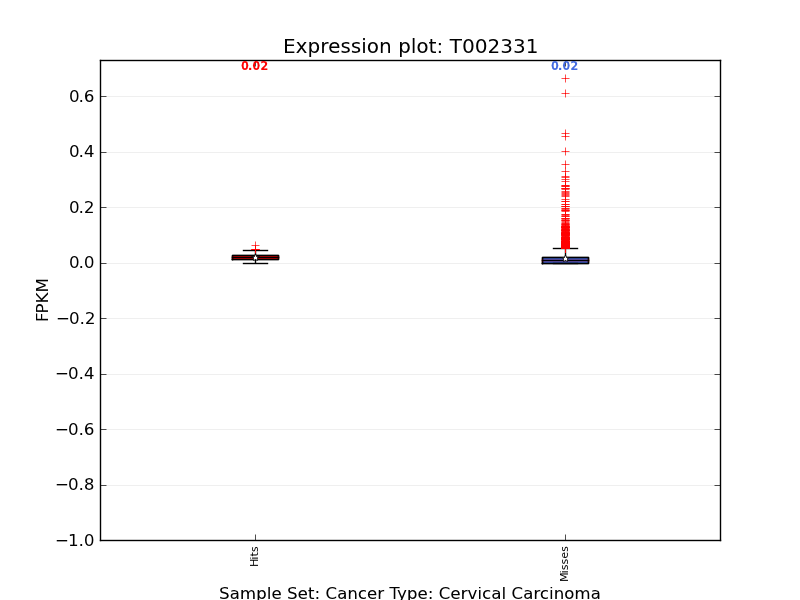 Expression plot: T002331
0.02
0.02
0.6
0.4
0.2
0.0
−0.2
−0.4
−0.6
−0.8
−1.0
FPKM
Hits
Misses
Sample Set: Cancer Type: Cervical Carcinoma